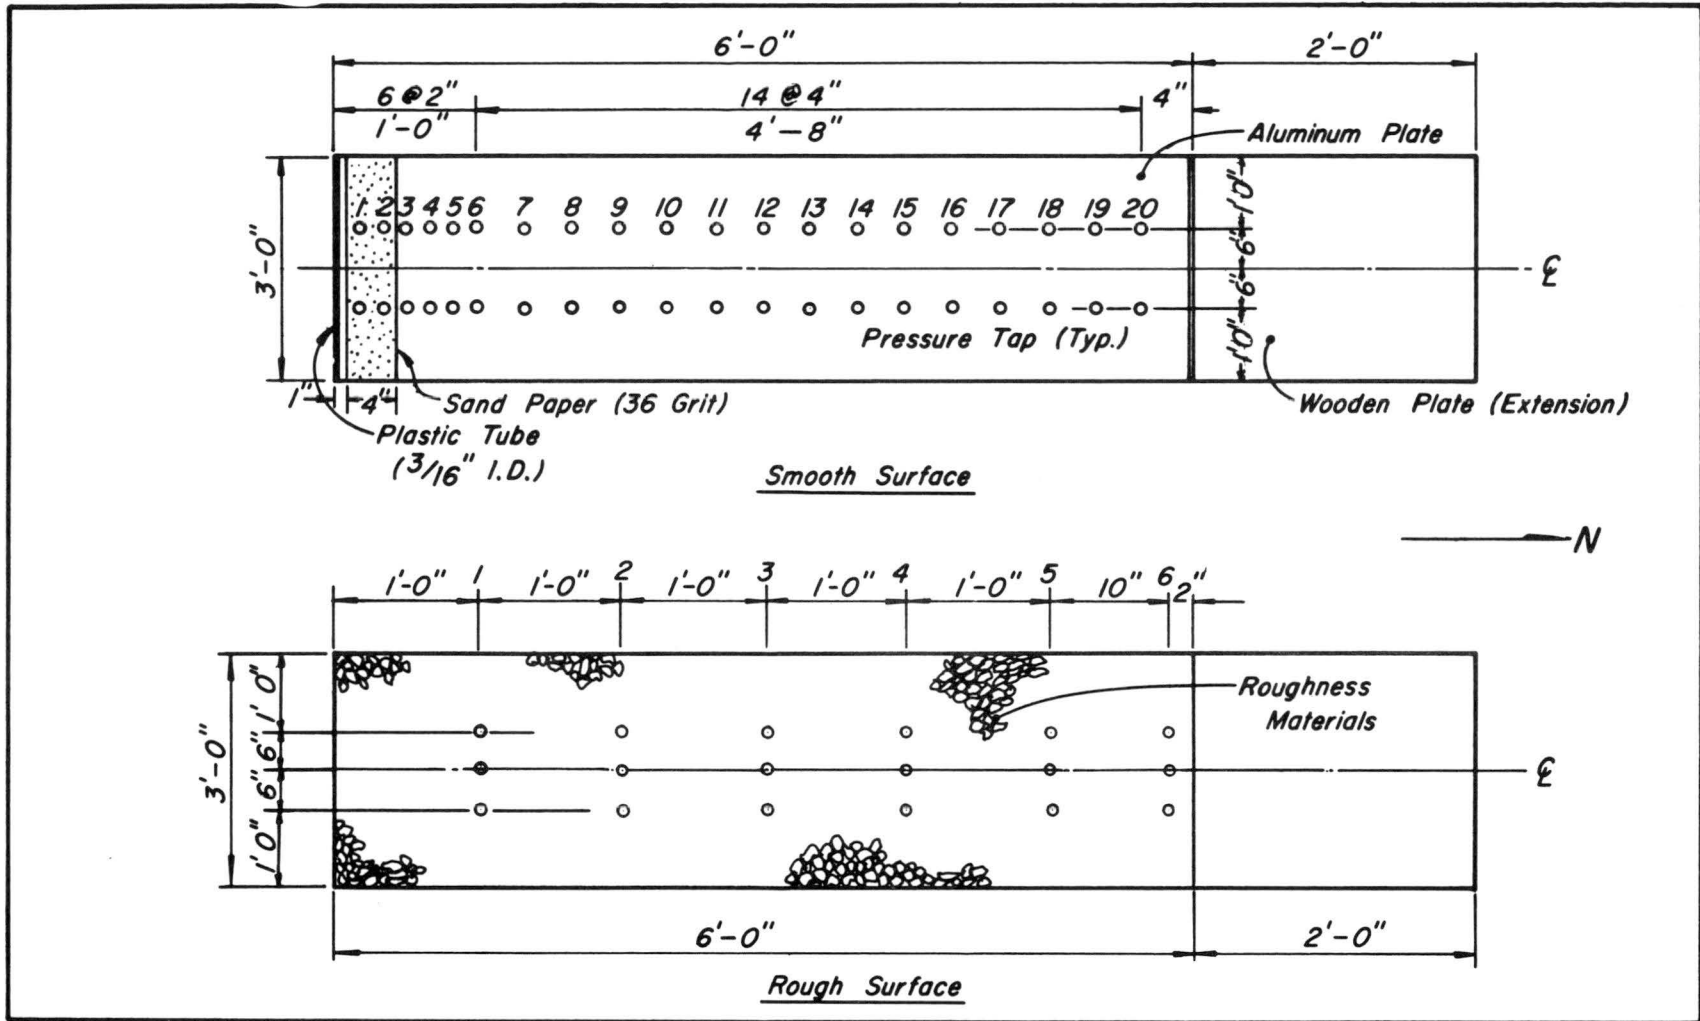 6'-0" 2'-0"
6 @ 2" 14 @ 4" 4"
1'-0" 4'-8"
Aluminum Plate
1 2 3 4 5 6 7 8 9 10 11 12 13 14 15 16 17 18 19 20
3'-0"
1'0"
6"
6"
1'0"
℄
Pressure Tap (Typ.)
1" 4" Sand Paper (36 Grit)
Wooden Plate (Extension)
Plastic Tube
(3/16" I.D.)
Smooth Surface
N
1'-0" 1 1'-0" 2 1'-0" 3 1'-0" 4 1'-0" 5 10" 6 2"
Roughness
Materials
3'-0"
1' 0"
6"
6"
1' 0"
℄
6'-0" 2'-0"
Rough Surface